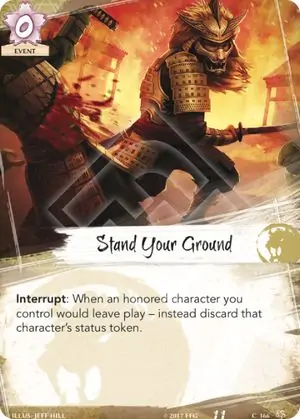 0
EVENT
Stand Your Ground
Interrupt: When an honored character you
control would leave play – instead discard that
character's status token.
ILLUS: JEFF HILL
©2017 FFG